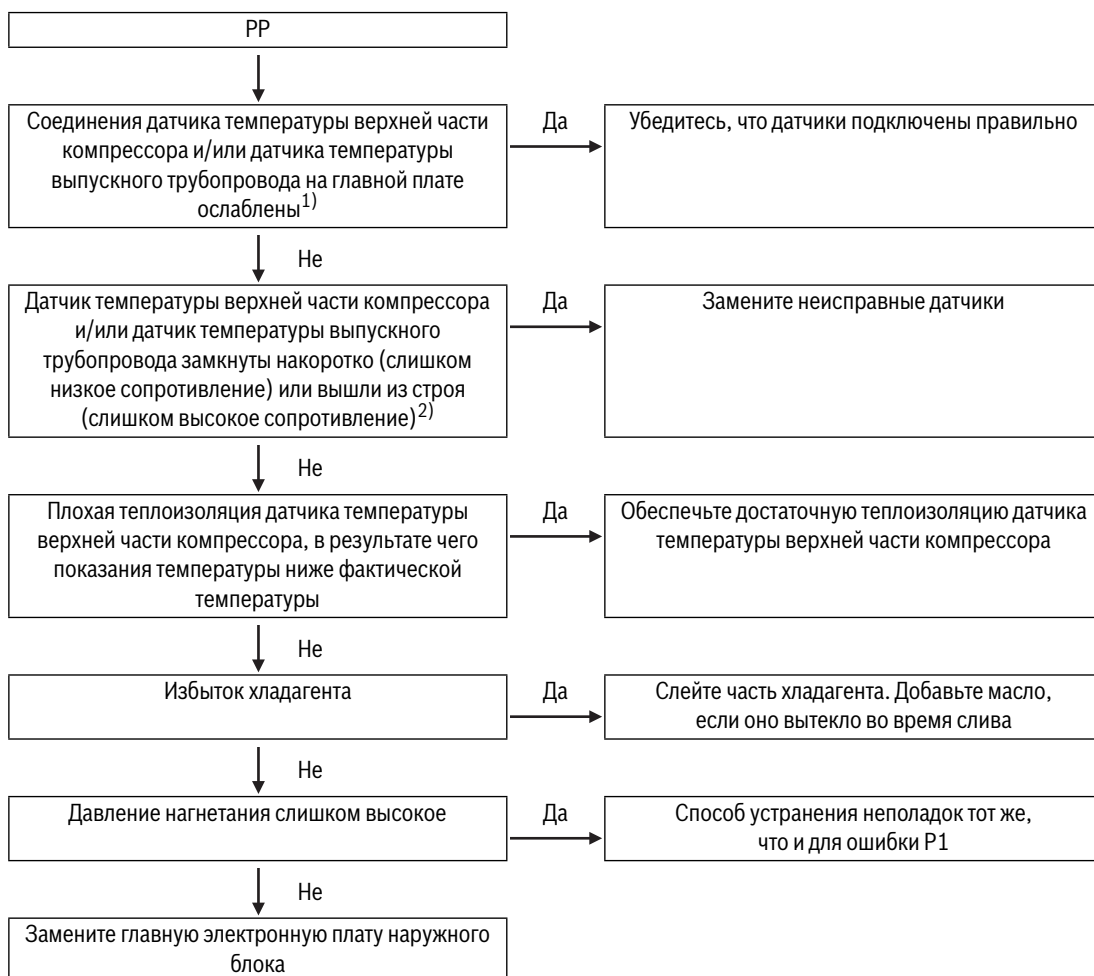 PP
Соединения датчика температуры верхней части
компрессора и/или датчика температуры
выпускного трубопровода на главной плате
ослаблены1)
Да
Убедитесь, что датчики подключены правильно
Не
Датчик температуры верхней части компрессора
и/или датчик температуры выпускного
трубопровода замкнуты накоротко (слишком
низкое сопротивление) или вышли из строя
(слишком высокое сопротивление)2)
Да
Замените неисправные датчики
Не
Плохая теплоизоляция датчика температуры
верхней части компрессора, в результате чего
показания температуры ниже фактической
температуры
Да
Обеспечьте достаточную теплоизоляцию датчика
температуры верхней части компрессора
Не
Избыток хладагента
Да
Слейте часть хладагента. Добавьте масло,
если оно вытекло во время слива
Не
Давление нагнетания слишком высокое
Да
Способ устранения неполадок тот же,
что и для ошибки P1
Не
Замените главную электронную плату наружного
блока